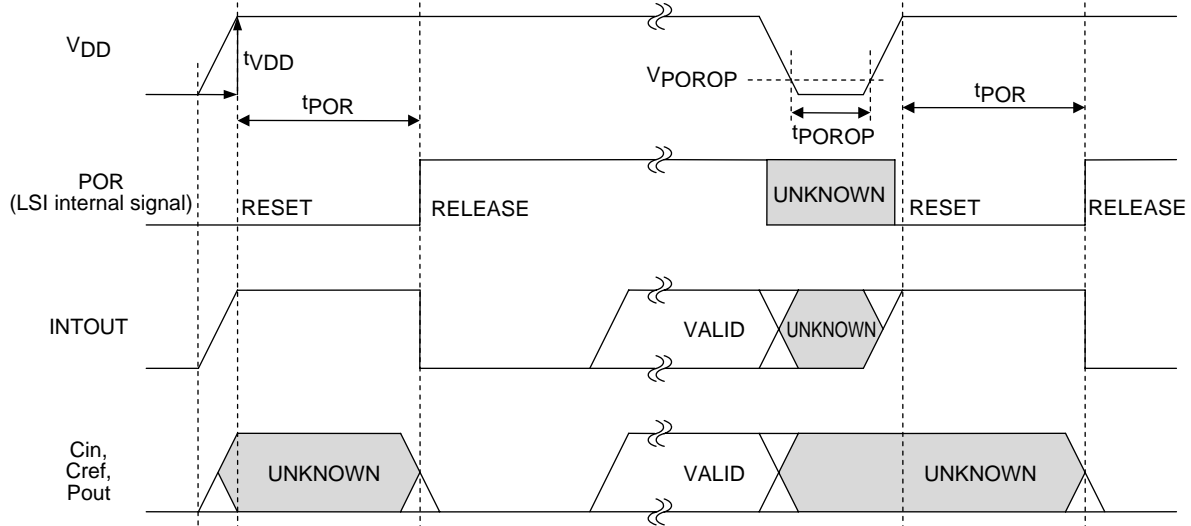 VDD
tVDD
tPOR
VPOROP
tPOROP
tPOR
POR
(LSI internal signal)
RESET
RELEASE
UNKNOWN
RESET
RELEASE
INTOUT
VALID
UNKNOWN
Cin,
Cref,
Pout
UNKNOWN
VALID
UNKNOWN